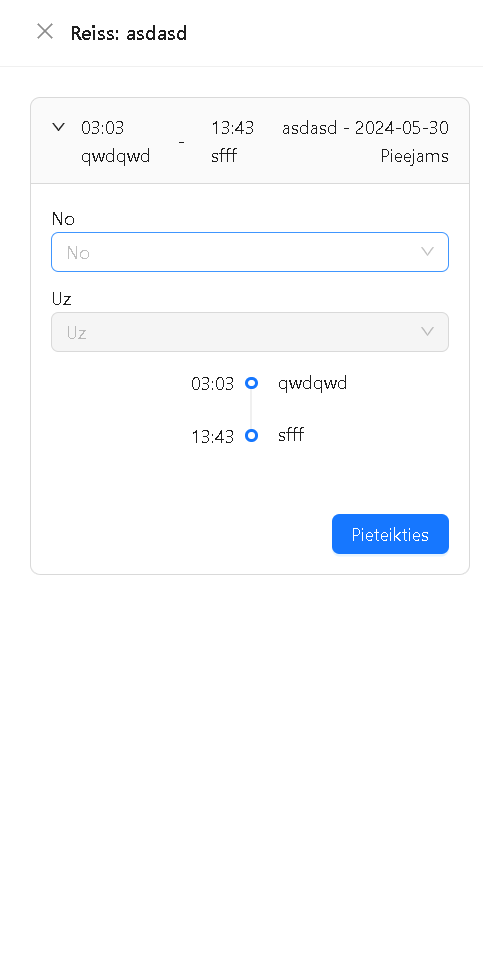 Reiss: asdasd
03:03 - 13:43 asdasd - 2024-05-30
qwdqwd sfff Pieejams
No
No
Uz
Uz
03:03 qwdqwd
13:43 sfff
Pieteikties